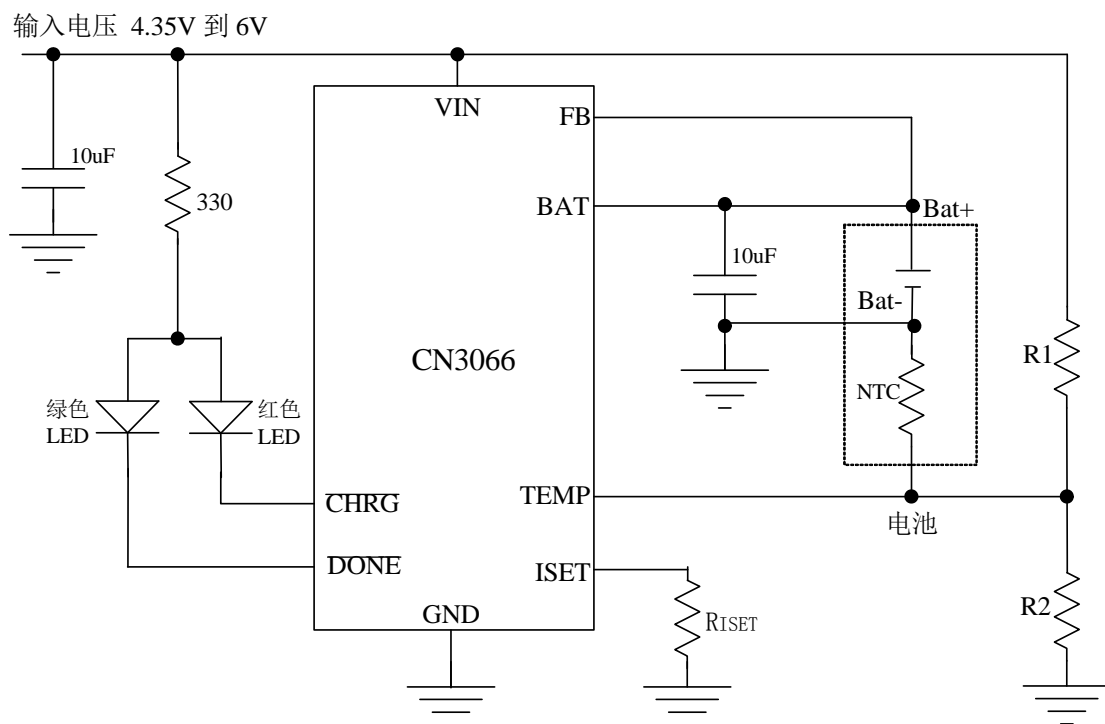 输入电压 4.35V 到 6V
VIN
FB
10uF
330
BAT
Bat+
10uF
Bat-
R1
CN3066
NTC
绿色
LED
红色
LED
CHRG
TEMP
电池
DONE
ISET
R2
GND
RISET